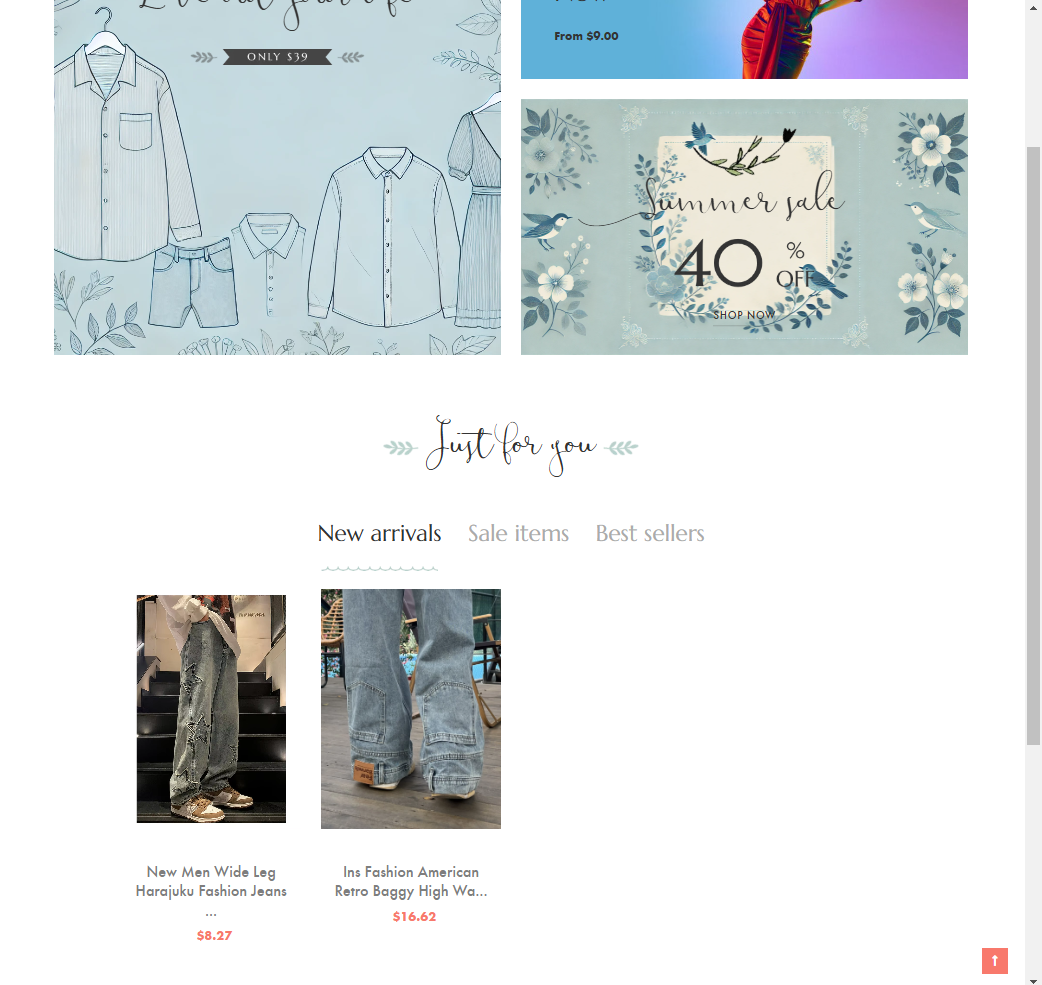 ONLY $39
From $9.00
Summer sale
40 % OFF
SHOP NOW
Just for you
New arrivals Sale items Best sellers
New Men Wide Leg
Harajuku Fashion Jeans
...
$8.27
Ins Fashion American
Retro Baggy High Wa...
$16.62